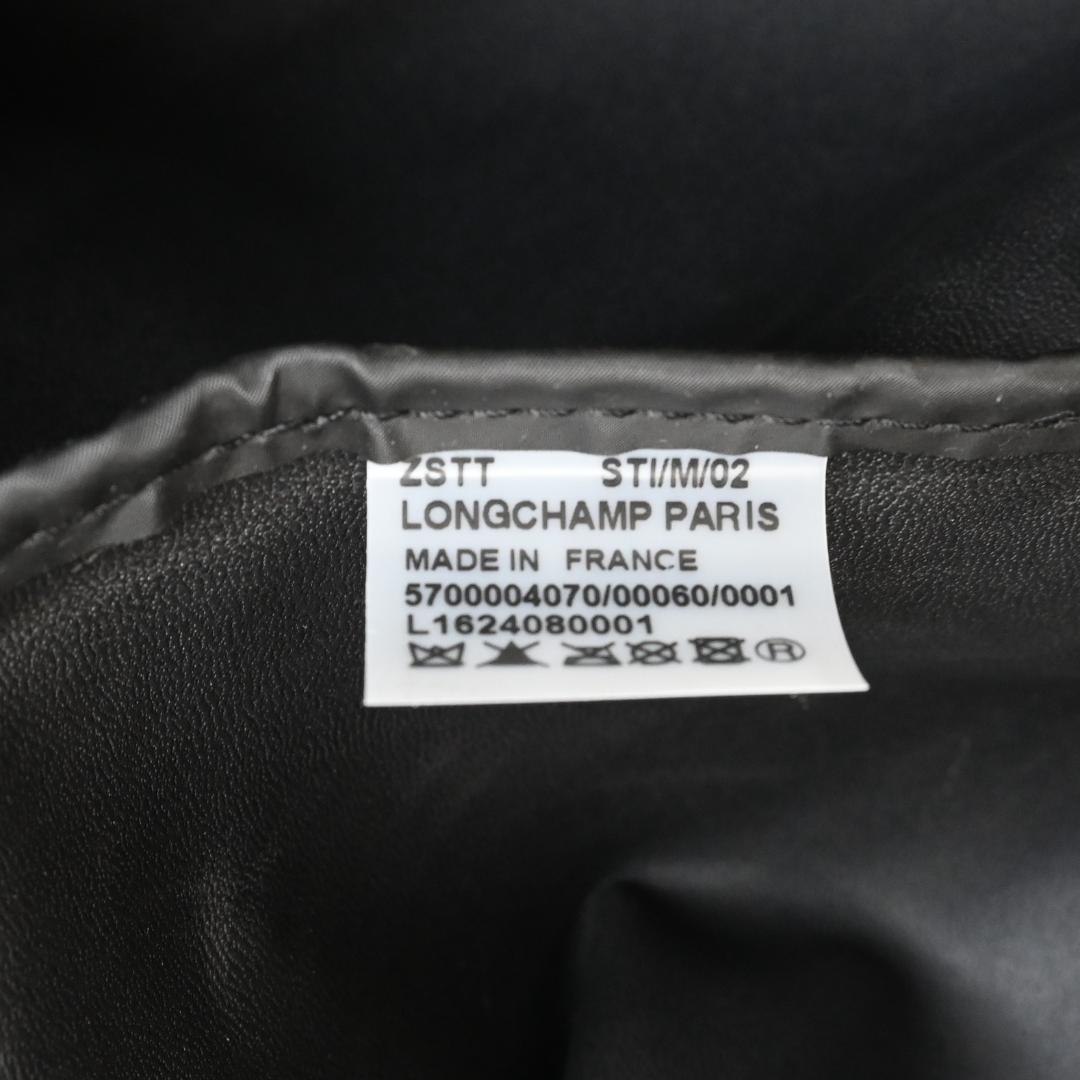 ZSTT STI/M/02
LONGCHAMP PARIS
MADE IN FRANCE
5700004070/00060/0001
L1624080001
®